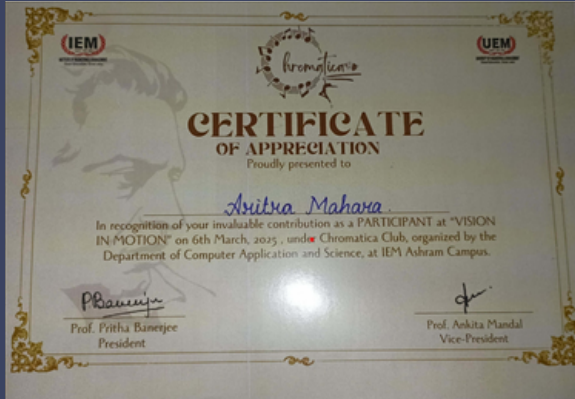 IEM
UEM
Chromatica
CERTIFICATE
OF APPRECIATION
Proudly presented to
Aritra Mahara
In recognition of your invaluable contribution as a PARTICIPANT at "VISION
IN MOTION" on 6th March, 2025 , under Chromatica Club, organized by the
Department of Computer Application and Science, at IEM Ashram Campus.
P.Banerjee
Prof. Pritha Banerjee
President
Prof. Ankita Mandal
Vice-President